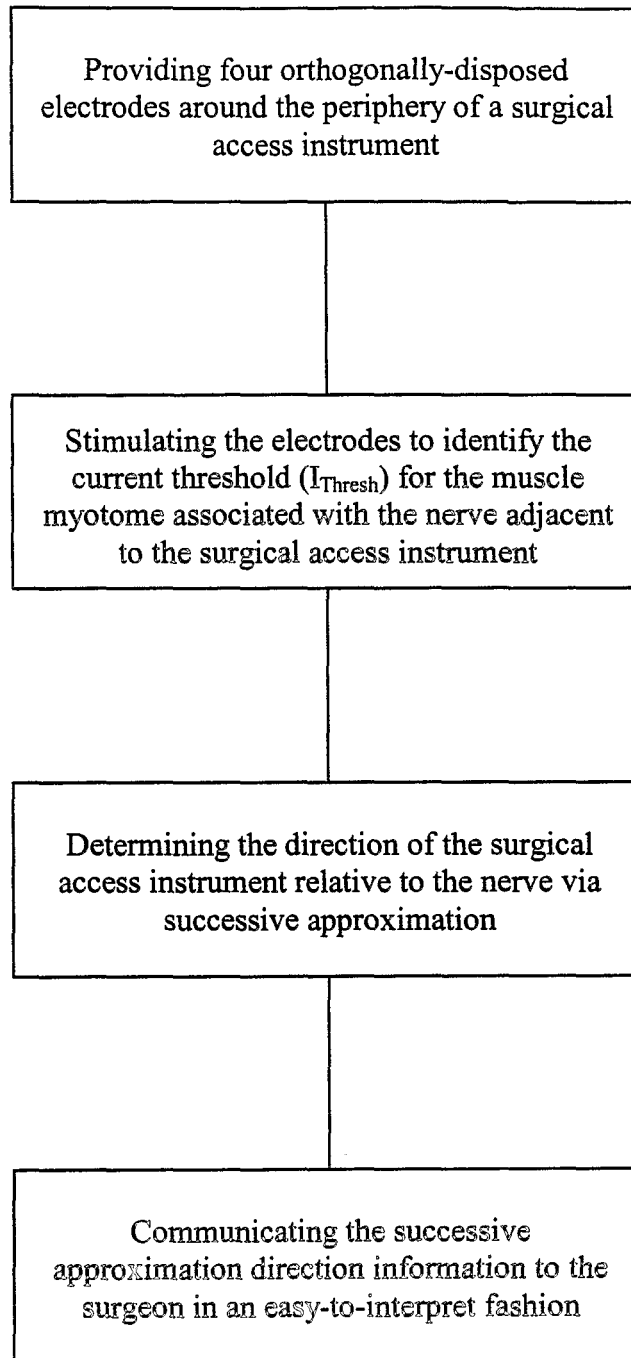 Providing four orthogonally-disposed
electrodes around the periphery of a surgical
access instrument
Stimulating the electrodes to identify the
current threshold (I_Thresh) for the muscle
myotome associated with the nerve adjacent
to the surgical access instrument
Determining the direction of the surgical
access instrument relative to the nerve via
successive approximation
Communicating the successive
approximation direction information to the
surgeon in an easy-to-interpret fashion